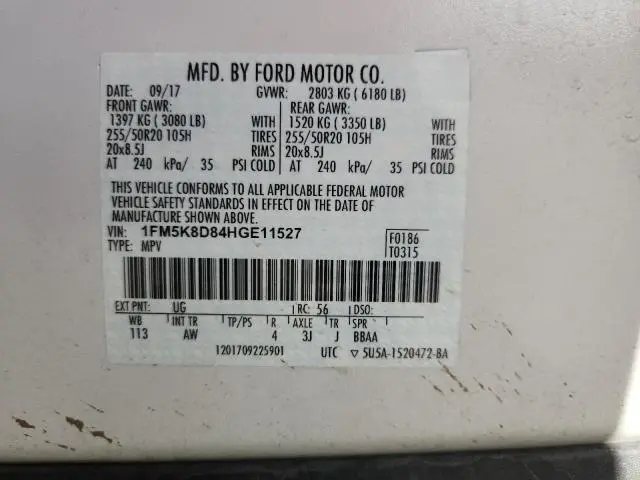 MFD. BY FORD MOTOR CO.
DATE: 09/17 GVWR: 2803 KG ( 6180 LB)
FRONT GAWR: REAR GAWR:
1397 KG ( 3080 LB) WITH 1520 KG ( 3350 LB) WITH
255/50R20 105H TIRES 255/50R20 105H TIRES
20x8.5J RIMS 20x8.5J RIMS
AT 240 kPa/ 35 PSI COLD AT 240 kPa/ 35 PSI COLD
THIS VEHICLE CONFORMS TO ALL APPLICABLE FEDERAL MOTOR
VEHICLE SAFETY STANDARDS IN EFFECT ON THE DATE OF
MANUFACTURE SHOWN ABOVE.
VIN: 1FM5K8D84HGE11527 F0186
TYPE: MPV T0315
EXT PNT: UG RC: 56 DSO:
WB INT TR TP/PS R AXLE TR SPR
113 AW 4 3J J BBAA
1201709225901 UTC ▽ 5U5A-1520472-BA